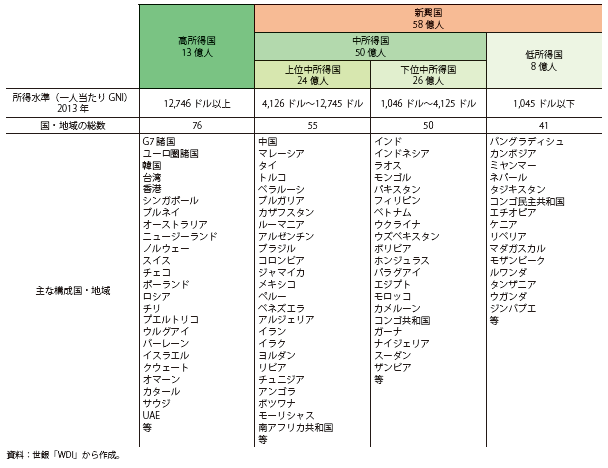 新興国
58 億人
高所得国
13 億人
中所得国
50 億人
低所得国
8 億人
上位中所得国
24 億人
下位中所得国
26 億人
所得水準（一人当たり GNI）
2013 年
12,746 ドル以上
4,126 ドル～12,745 ドル
1,046 ドル～4,125 ドル
1,045 ドル以下
国・地域の総数
76
55
50
41
主な構成国・地域
G7 諸国
ユーロ圏諸国
韓国
台湾
香港
シンガポール
ブルネイ
オーストラリア
ニュージーランド
ノルウェー
スイス
チェコ
ポーランド
ロシア
チリ
プエルトリコ
ウルグアイ
バーレーン
イスラエル
クウェート
オマーン
カタール
サウジ
UAE
等
中国
マレーシア
タイ
トルコ
ベラルーシ
ブルガリア
カザフスタン
ルーマニア
アルゼンチン
ブラジル
コロンビア
ジャマイカ
メキシコ
ペルー
ベネズエラ
アルジェリア
イラン
イラク
ヨルダン
リビア
チュニジア
アンゴラ
ボツワナ
モーリシャス
南アフリカ共和国
等
インド
インドネシア
ラオス
モンゴル
パキスタン
フィリピン
ベトナム
ウクライナ
ウズベキスタン
ボリビア
ホンジュラス
パラグアイ
エジプト
モロッコ
カメルーン
コンゴ共和国
ガーナ
ナイジェリア
スーダン
ザンビア
等
バングラディシュ
カンボジア
ミャンマー
ネパール
タジキスタン
コンゴ民主共和国
エチオピア
ケニア
リベリア
マダガスカル
モザンビーク
ルワンダ
タンザニア
ウガンダ
ジンバブエ
等
資料：世銀「WDI」から作成。